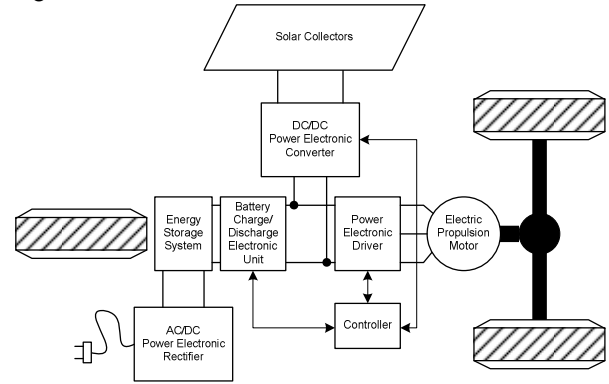 Solar Collectors
DC/DC
Power Electronic
Converter
Energy
Storage
System
Battery
Charge/
Discharge
Electronic
Unit
Power
Electronic
Driver
Electric
Propulsion
Motor
AC/DC
Power Electronic
Rectifier
Controller